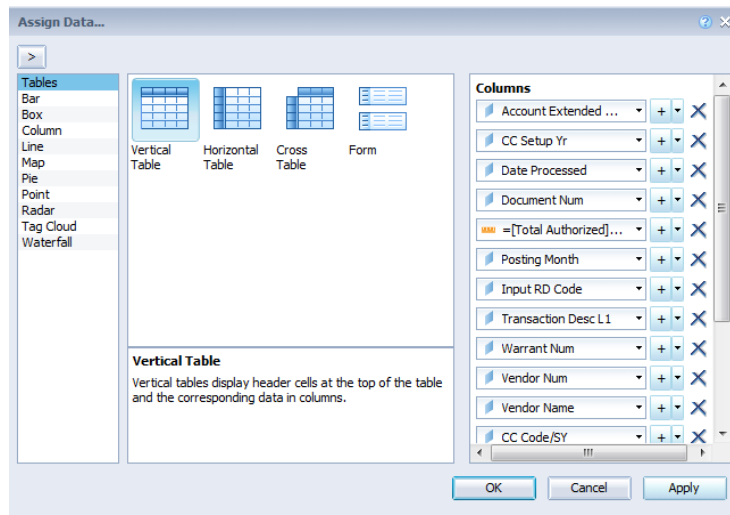 Assign Data...
>
Tables
Bar
Box
Column
Line
Map
Pie
Point
Radar
Tag Cloud
Waterfall
Vertical Table
Horizontal Table
Cross Table
Form
Vertical Table
Vertical tables display header cells at the top of the table
and the corresponding data in columns.
Columns
Account Extended ...
CC Setup Yr
Date Processed
Document Num
=[Total Authorized]...
Posting Month
Input RD Code
Transaction Desc L1
Warrant Num
Vendor Num
Vendor Name
CC Code/SY
OK
Cancel
Apply